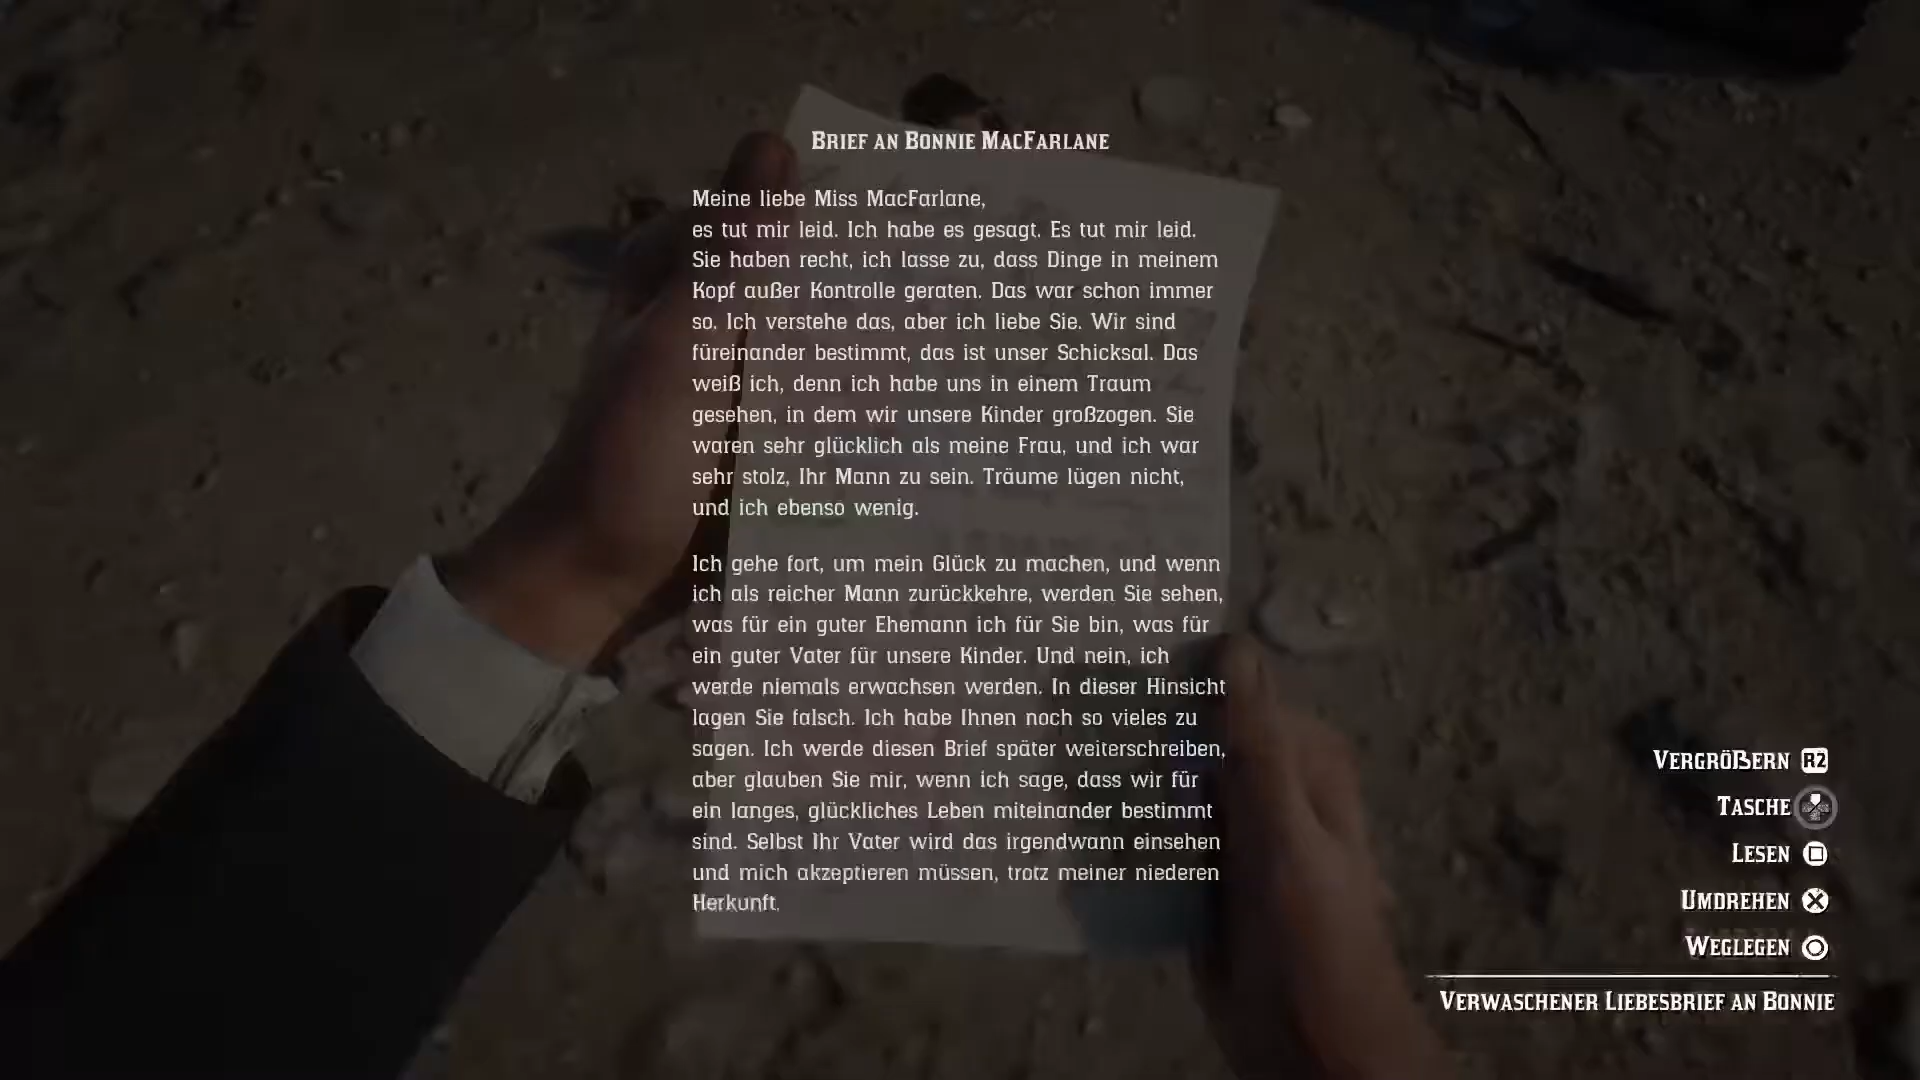 Brief an Bonnie MacFarlane
Meine liebe Miss MacFarlane,
es tut mir leid. Ich habe es gesagt. Es tut mir leid.
Sie haben recht, ich lasse zu, dass Dinge in meinem
Kopf außer Kontrolle geraten. Das war schon immer
so. Ich verstehe das, aber ich liebe Sie. Wir sind
füreinander bestimmt, das ist unser Schicksal. Das
weiß ich, denn ich habe uns in einem Traum
gesehen, in dem wir unsere Kinder großzogen. Sie
waren sehr glücklich als meine Frau, und ich war
sehr stolz, Ihr Mann zu sein. Träume lügen nicht,
und ich ebenso wenig.
Ich gehe fort, um mein Glück zu machen, und wenn
ich als reicher Mann zurückkehre, werden Sie sehen,
was für ein guter Ehemann ich für Sie bin, was für
ein guter Vater für unsere Kinder. Und nein, ich
werde niemals erwachsen werden. In dieser Hinsicht
lagen Sie falsch. Ich habe Ihnen noch so vieles zu
sagen. Ich werde diesen Brief später weiterschreiben,
aber glauben Sie mir, wenn ich sage, dass wir für
ein langes, glückliches Leben miteinander bestimmt
sind. Selbst Ihr Vater wird das irgendwann einsehen
und mich akzeptieren müssen, trotz meiner niederen
Herkunft.
Vergrößern R2
Tasche
Lesen
Umdrehen
Weglegen
Verwaschener Liebesbrief an Bonnie